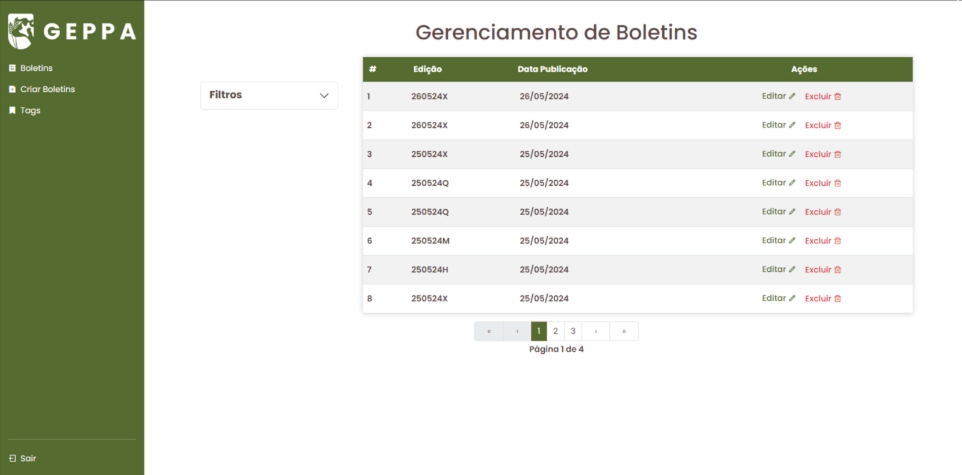 GEPPA
Boletins
Criar Boletins
Tags
Sair
Gerenciamento de Boletins
Filtros
# Edição Data Publicação Ações
1 260524X 26/05/2024 Editar Excluir
2 260524X 26/05/2024 Editar Excluir
3 250524X 25/05/2024 Editar Excluir
4 250524Q 25/05/2024 Editar Excluir
5 250524Q 25/05/2024 Editar Excluir
6 250524M 25/05/2024 Editar Excluir
7 250524H 25/05/2024 Editar Excluir
8 250524X 25/05/2024 Editar Excluir
« ‹ 1 2 3 › »
Página 1 de 4